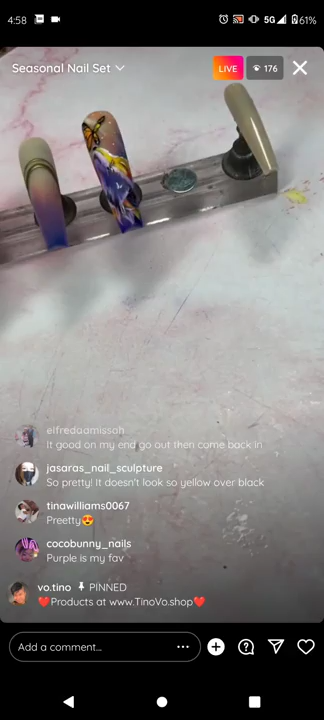 4:58
5G
61%
Seasonal Nail Set
LIVE
176
elfredaamissoh
It good on my end go out then come back in
jasaras_nail_sculpture
So pretty! It doesn't look so yellow over black
tinawilliams0067
Preetty😍
cocobunny_nails
Purple is my fav
vo.tino PINNED
❤️Products at www.TinoVo.shop❤️
Add a comment...